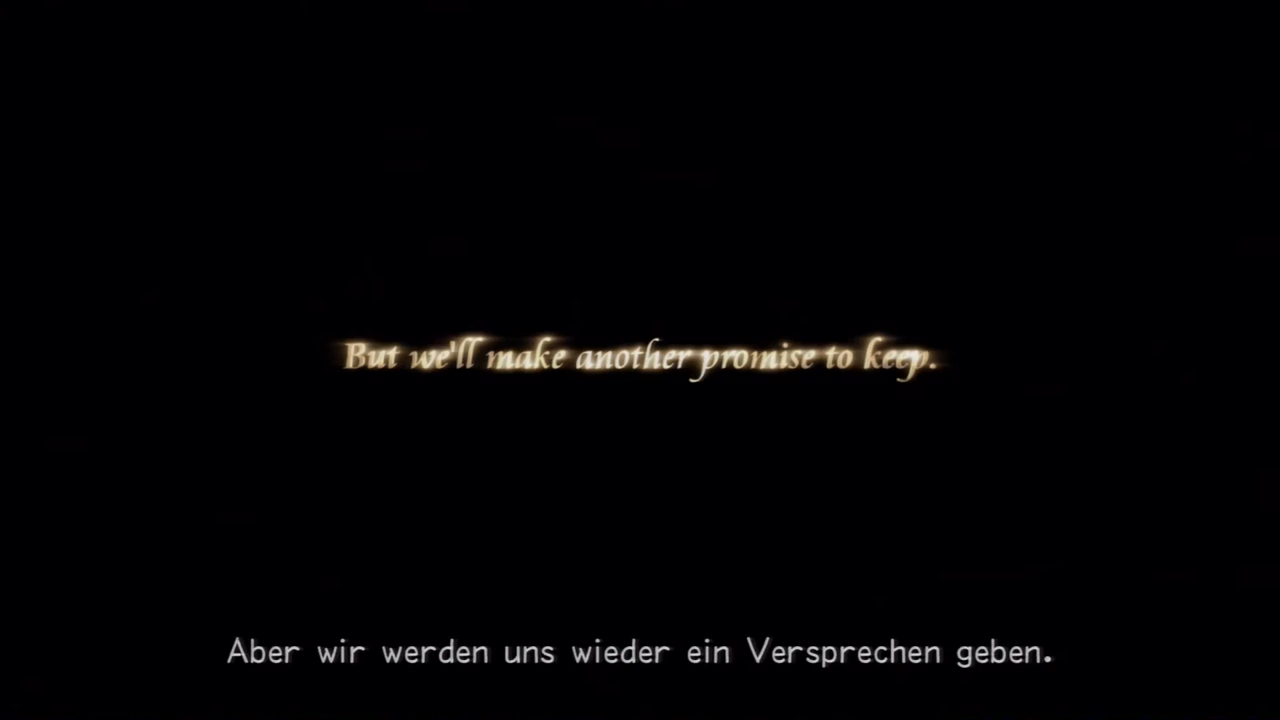 But we'll make another promise to keep.
Aber wir werden uns wieder ein Versprechen geben.